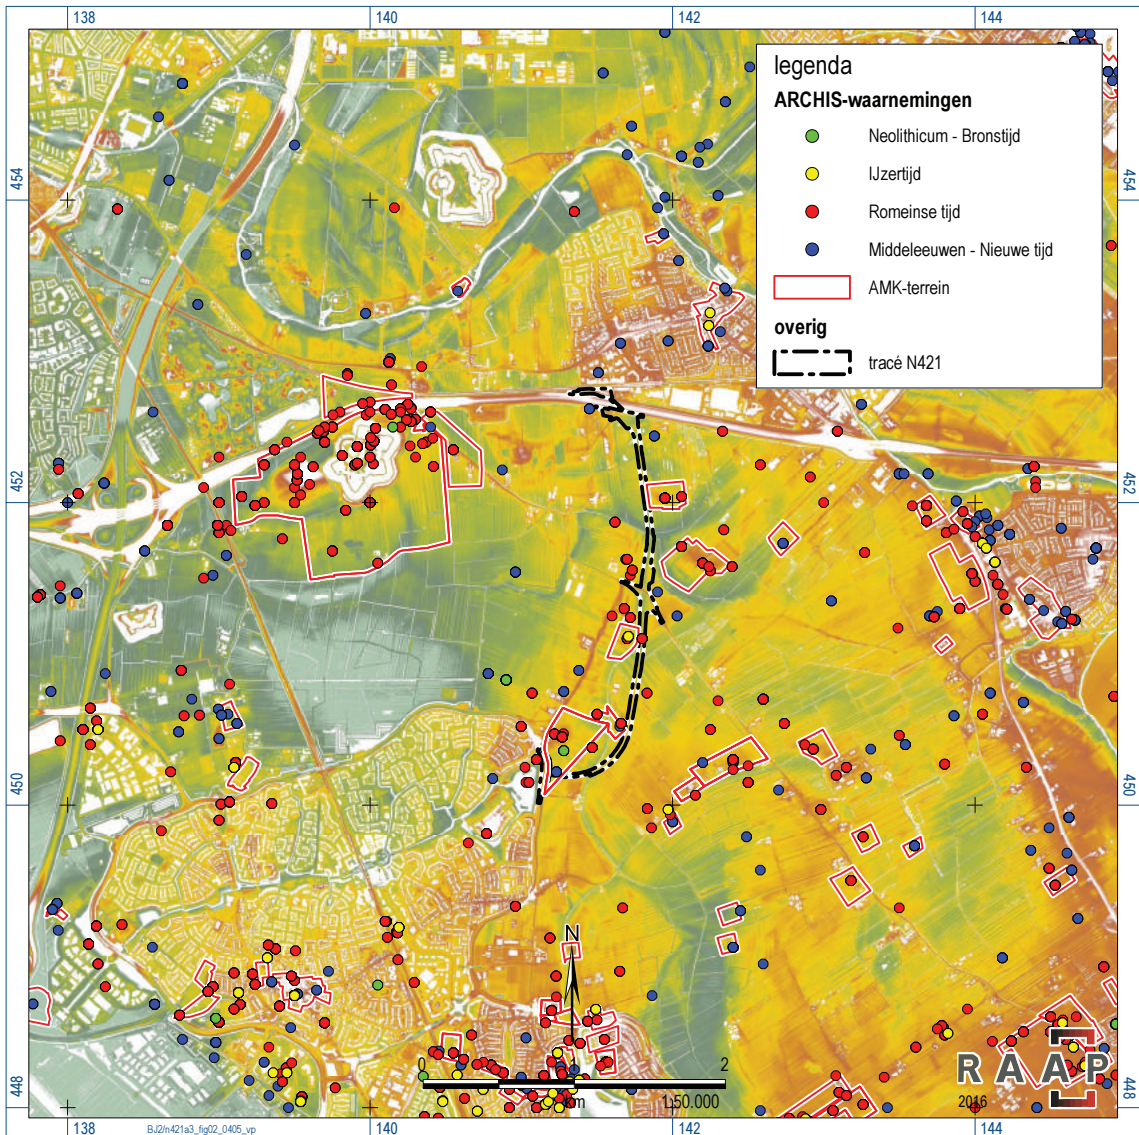 138
140
142
144
legenda
ARCHIS-waarnemingen
Neolithicum - Bronstijd
IJzertijd
Romeinse tijd
Middeleeuwen - Nieuwe tijd
AMK-terrein
overig
tracé N421
454
454
452
452
450
450
N
448
448
0
2
km
1:50.000
RAAP
2016
138
140
142
144
BJ2/n421a3_fig02_0405_vp